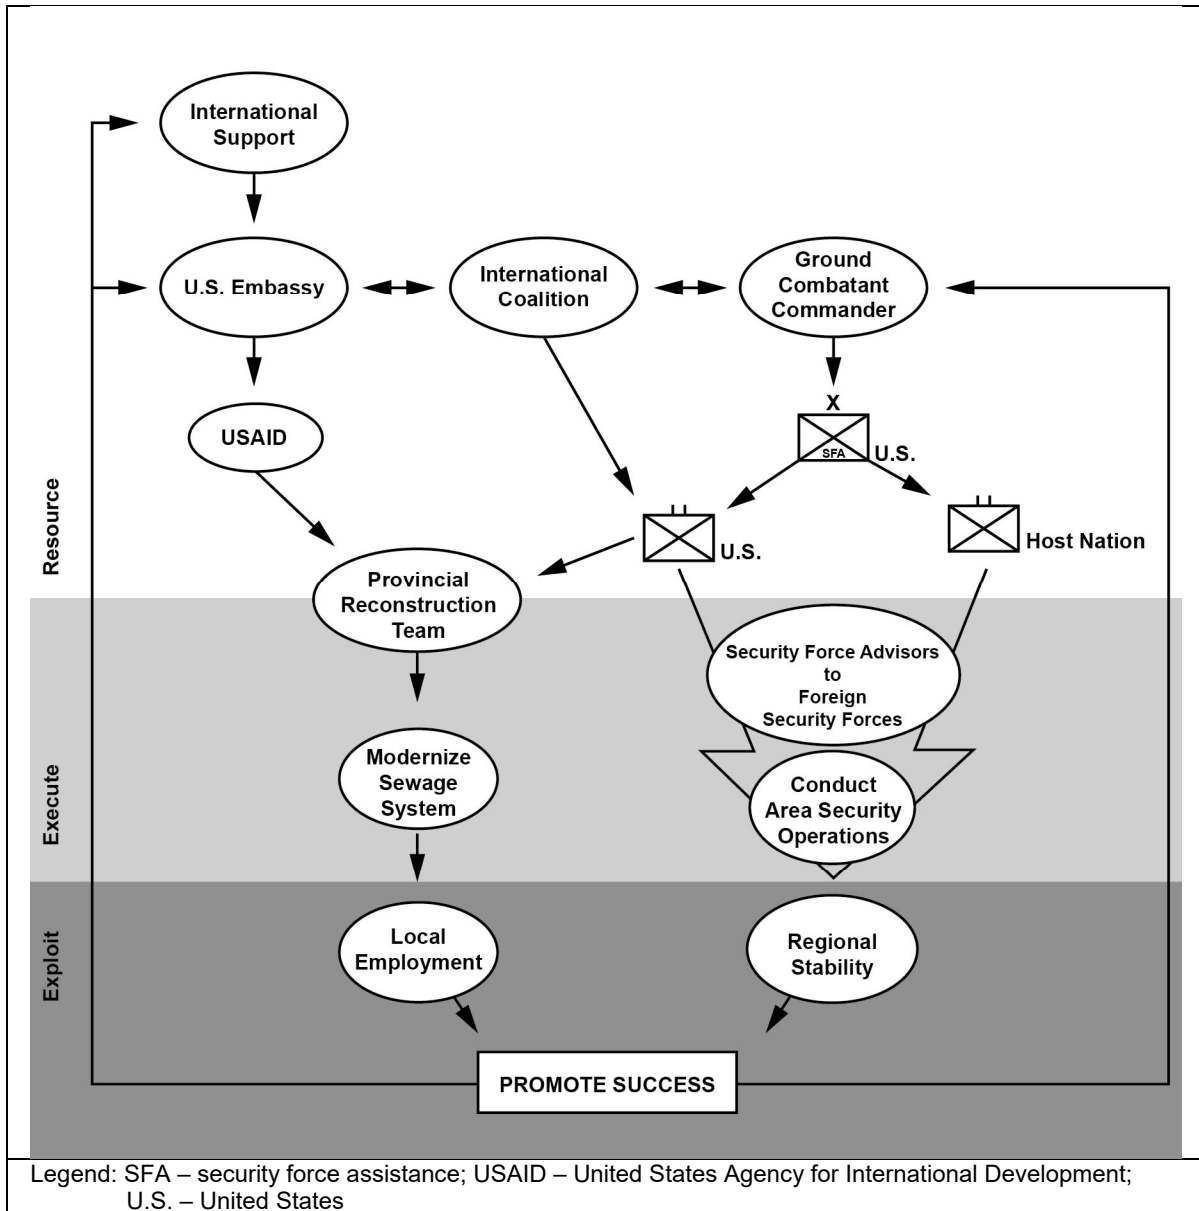 International
Support
U.S. Embassy
International
Coalition
Ground
Combatant
Commander
USAID
X
SFA
U.S.
U.S.
Host Nation
Resource
Provincial
Reconstruction
Team
Security Force Advisors
to
Foreign
Security Forces
Execute
Modernize
Sewage
System
Conduct
Area Security
Operations
Exploit
Local
Employment
Regional
Stability
PROMOTE SUCCESS
Legend: SFA – security force assistance; USAID – United States Agency for International Development;
U.S. – United States